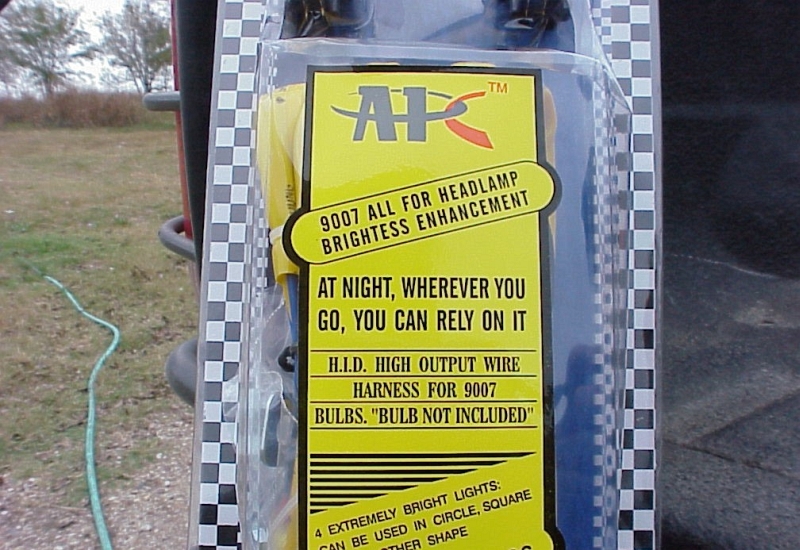 AIC™
9007 ALL FOR HEADLAMP
BRIGHTESS ENHANCEMENT
AT NIGHT, WHEREVER YOU
GO, YOU CAN RELY ON IT
H.I.D. HIGH OUTPUT WIRE
HARNESS FOR 9007
BULBS. "BULB NOT INCLUDED"
4 EXTREMELY BRIGHT LIGHTS:
CAN BE USED IN CIRCLE, SQUARE
OTHER SHAPE